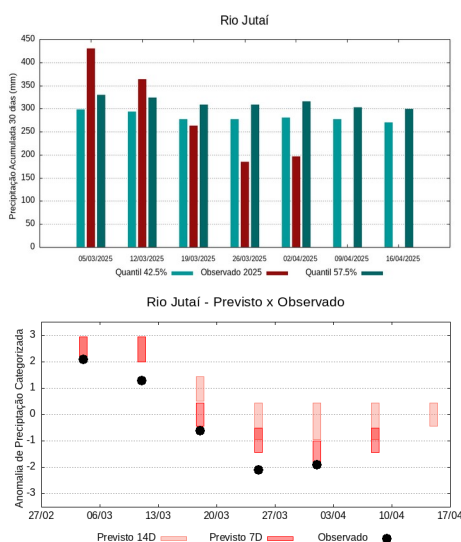 Rio Jutaí
Precipitação Acumulada 30 dias (mm)
450
400
350
300
250
200
150
100
50
0
05/03/2025 12/03/2025 19/03/2025 26/03/2025 02/04/2025 09/04/2025 16/04/2025
Quantil 42.5% Observado 2025 Quantil 57.5%
Rio Jutaí - Previsto x Observado
Anomalia de Precipitação Categorizada
3
2
1
0
-1
-2
-3
27/02 06/03 13/03 20/03 27/03 03/04 10/04 17/04
Previsto 14D Previsto 7D Observado